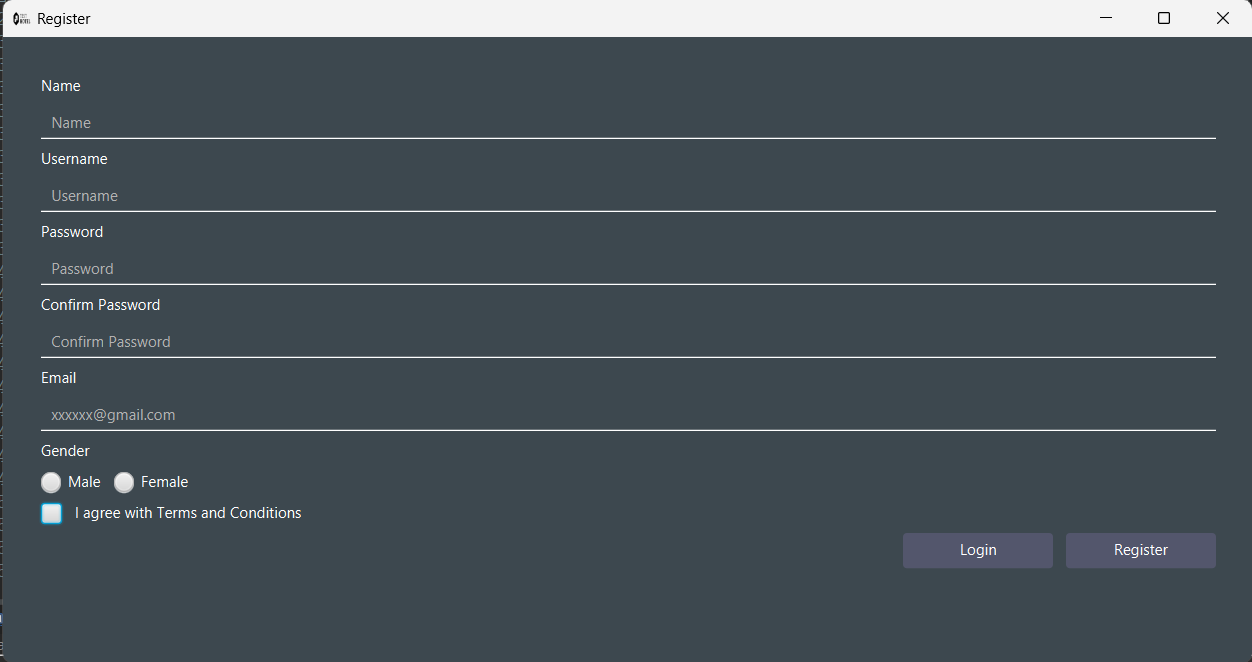 Register
Name
Name
Username
Username
Password
Password
Confirm Password
Confirm Password
Email
xxxxxx@gmail.com
Gender
Male Female
I agree with Terms and Conditions
Login Register